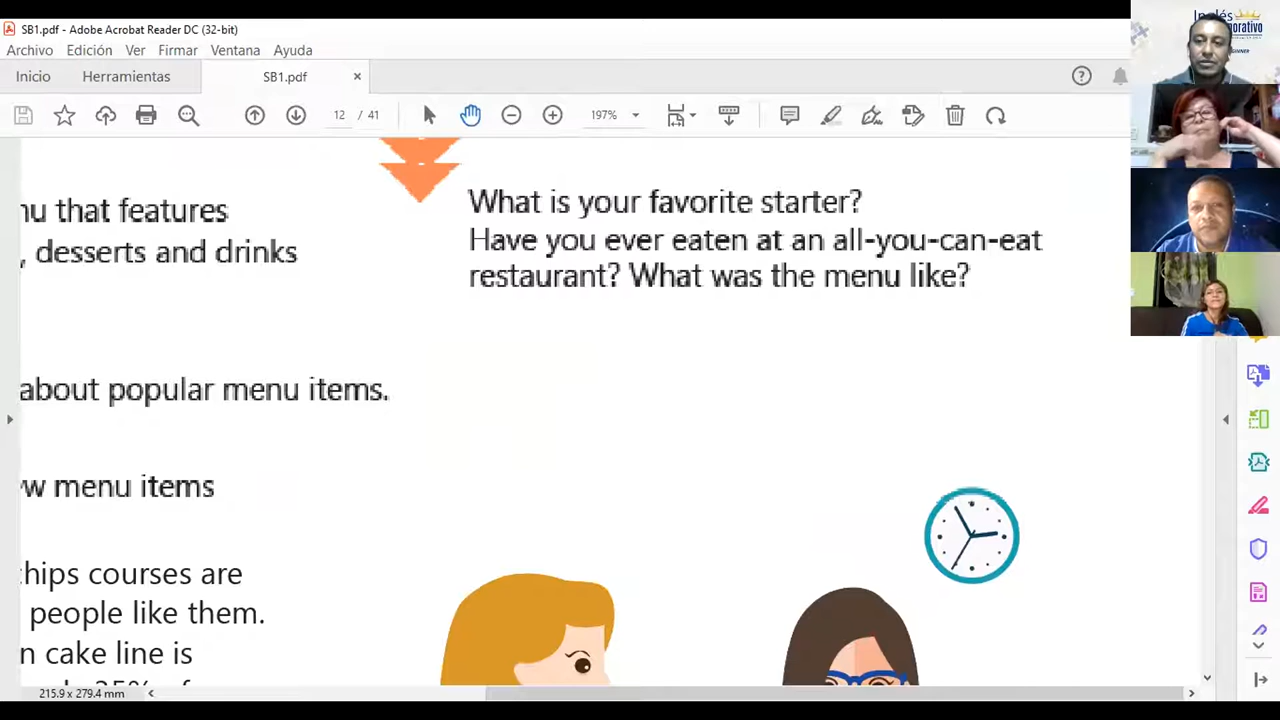 SB1.pdf - Adobe Acrobat Reader DC (32-bit)
Archivo Edición Ver Firmar Ventana Ayuda
Inicio Herramientas SB1.pdf
12 / 41 197%
that features
, desserts and drinks
about popular menu items.
menu items
courses are
people like them.
cake line is
What is your favorite starter?
Have you ever eaten at an all-you-can-eat
restaurant? What was the menu like?
215.9 x 279.4 mm
Inglés